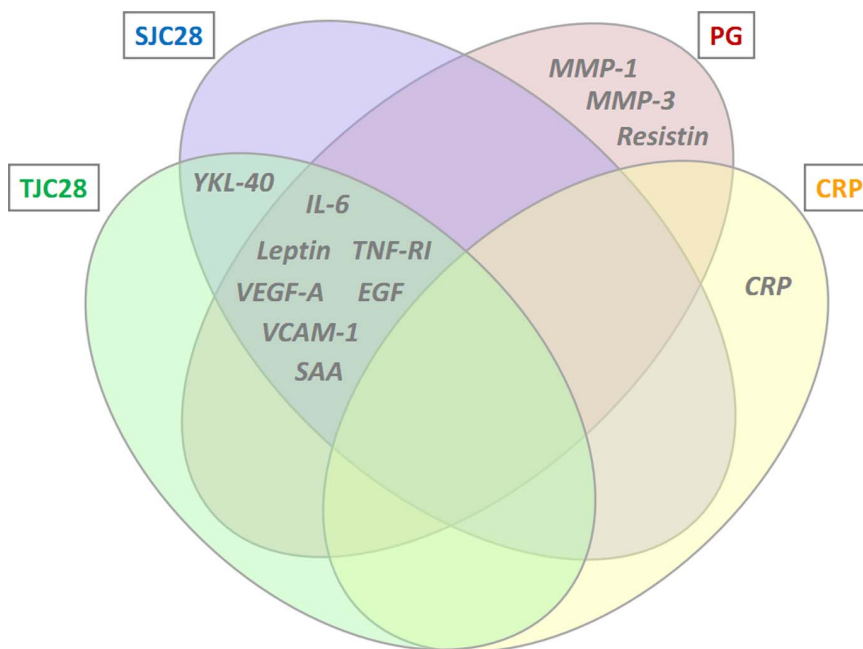 SJC28
PG
MMP-1
MMP-3
Resistin
TJC28
YKL-40
CRP
IL-6
Leptin TNF-RI
VEGF-A EGF
CRP
VCAM-1
SAA